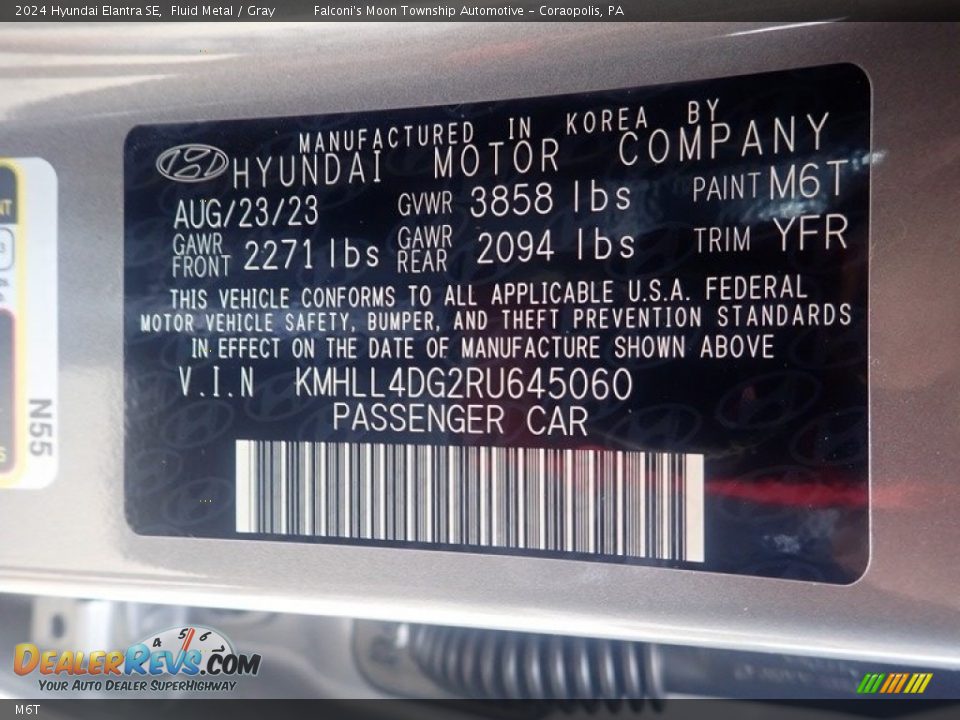 2024 Hyundai Elantra SE, Fluid Metal / Gray Falconi's Moon Township Automotive - Coraopolis, PA
MANUFACTURED IN KOREA BY
HYUNDAI MOTOR COMPANY
AUG/23/23 GVWR 3858 lbs PAINT M6T
GAWR FRONT 2271 lbs GAWR REAR 2094 lbs TRIM YFR
THIS VEHICLE CONFORMS TO ALL APPLICABLE U.S.A. FEDERAL
MOTOR VEHICLE SAFETY, BUMPER, AND THEFT PREVENTION STANDARDS
IN EFFECT ON THE DATE OF MANUFACTURE SHOWN ABOVE
V.I.N KMHLL4DG2RU645060
PASSENGER CAR
N55
4 5 6
DEALERREVS.COM
YOUR AUTO DEALER SUPERHIGHWAY
M6T